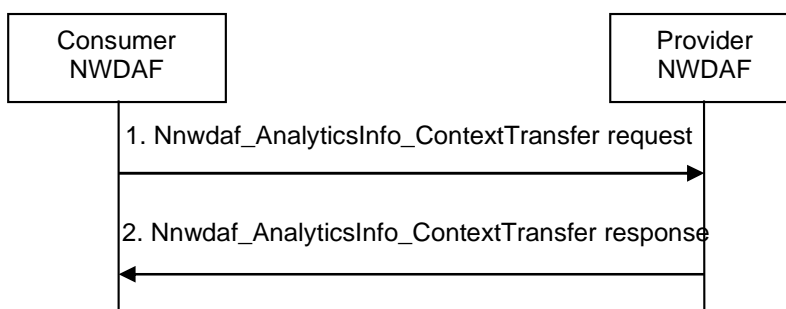 Consumer
NWDAF
Provider
NWDAF
1. Nnwdaf_AnalyticsInfo_ContextTransfer request
2. Nnwdaf_AnalyticsInfo_ContextTransfer response